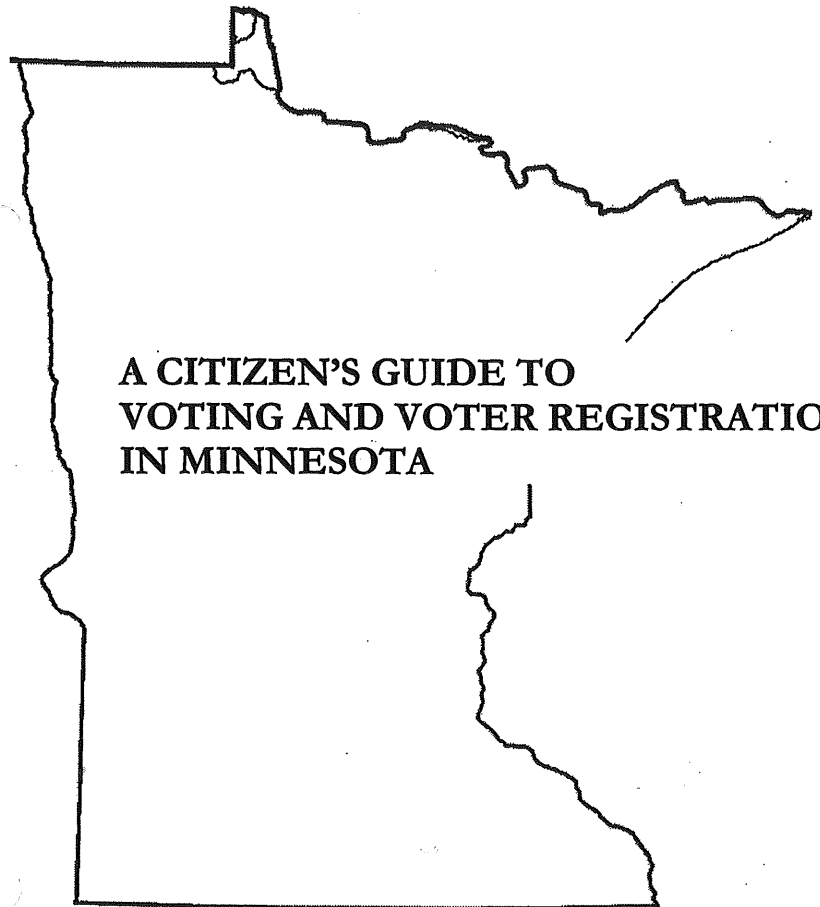 A CITIZEN'S GUIDE TO
VOTING AND VOTER REGISTRATIO
IN MINNESOTA